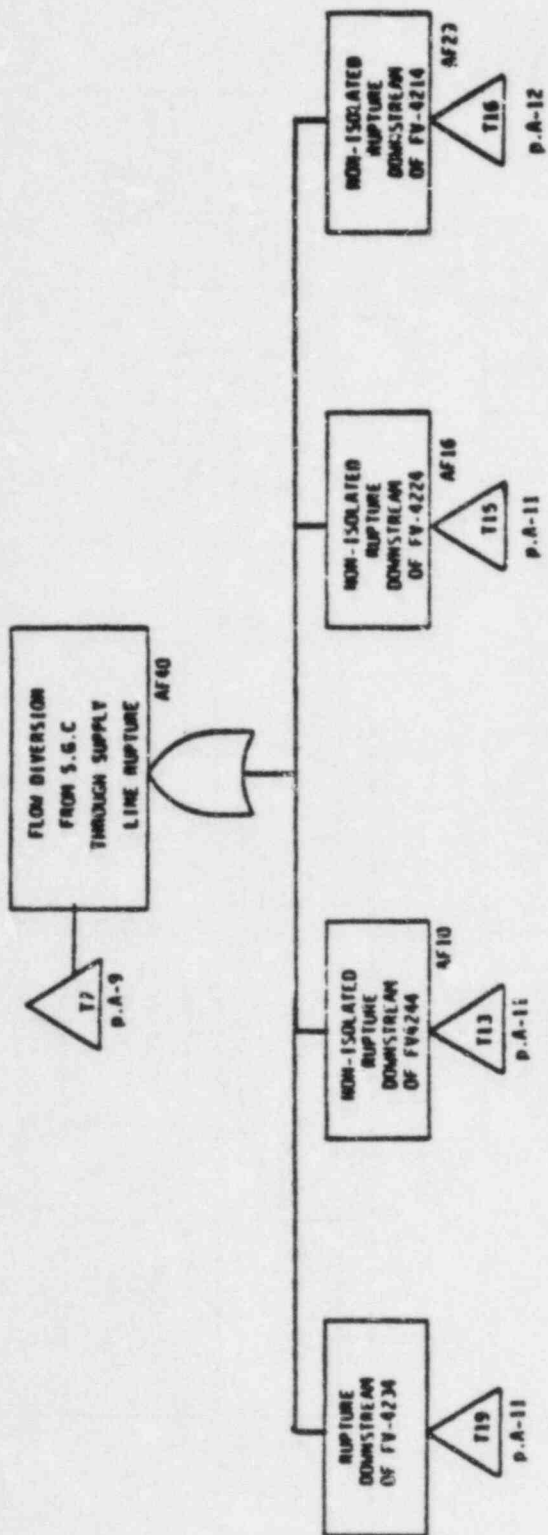 FLOW DIVERSION
FROM S.G.C
THROUGH SUPPLY
LINE RUPTURE
AF40
T7
p.A-9
RUPTURE
DOWNSTREAM
OF FV-4234
T19
p.A-11
NON-ISOLATED
RUPTURE
DOWNSTREAM
OF FV4244
AF10
T13
p.A-11
NON-ISOLATED
RUPTURE
DOWNSTREAM
OF FV-4224
AF16
T15
p.A-11
NON-ISOLATED
RUPTURE
DOWNSTREAM
OF FV-4214
T16
p.A-12